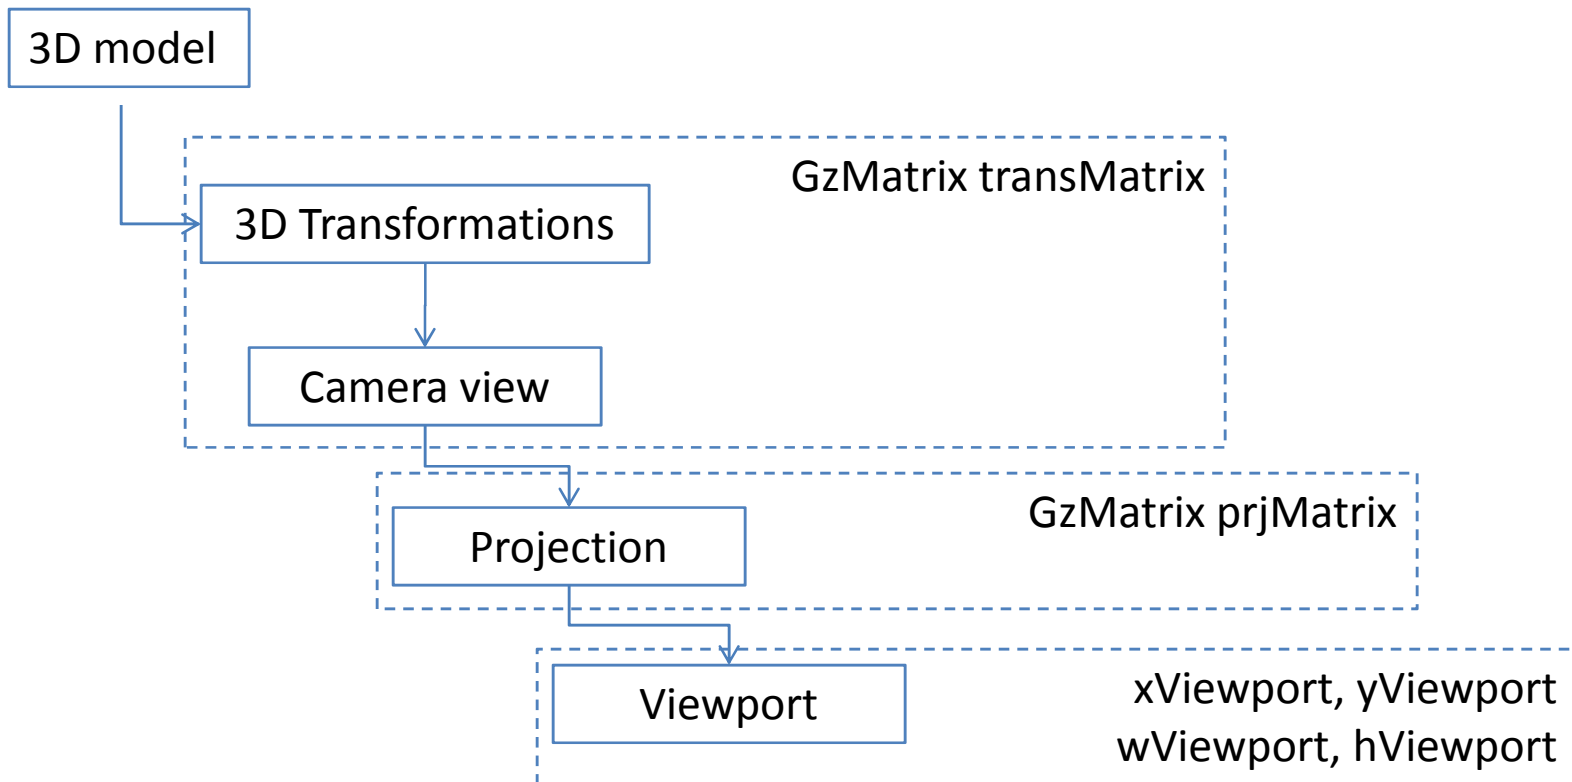 3D model
GzMatrix transMatrix
3D Transformations
Camera view
GzMatrix prjMatrix
Projection
xViewport, yViewport
Viewport
wViewport, hViewport